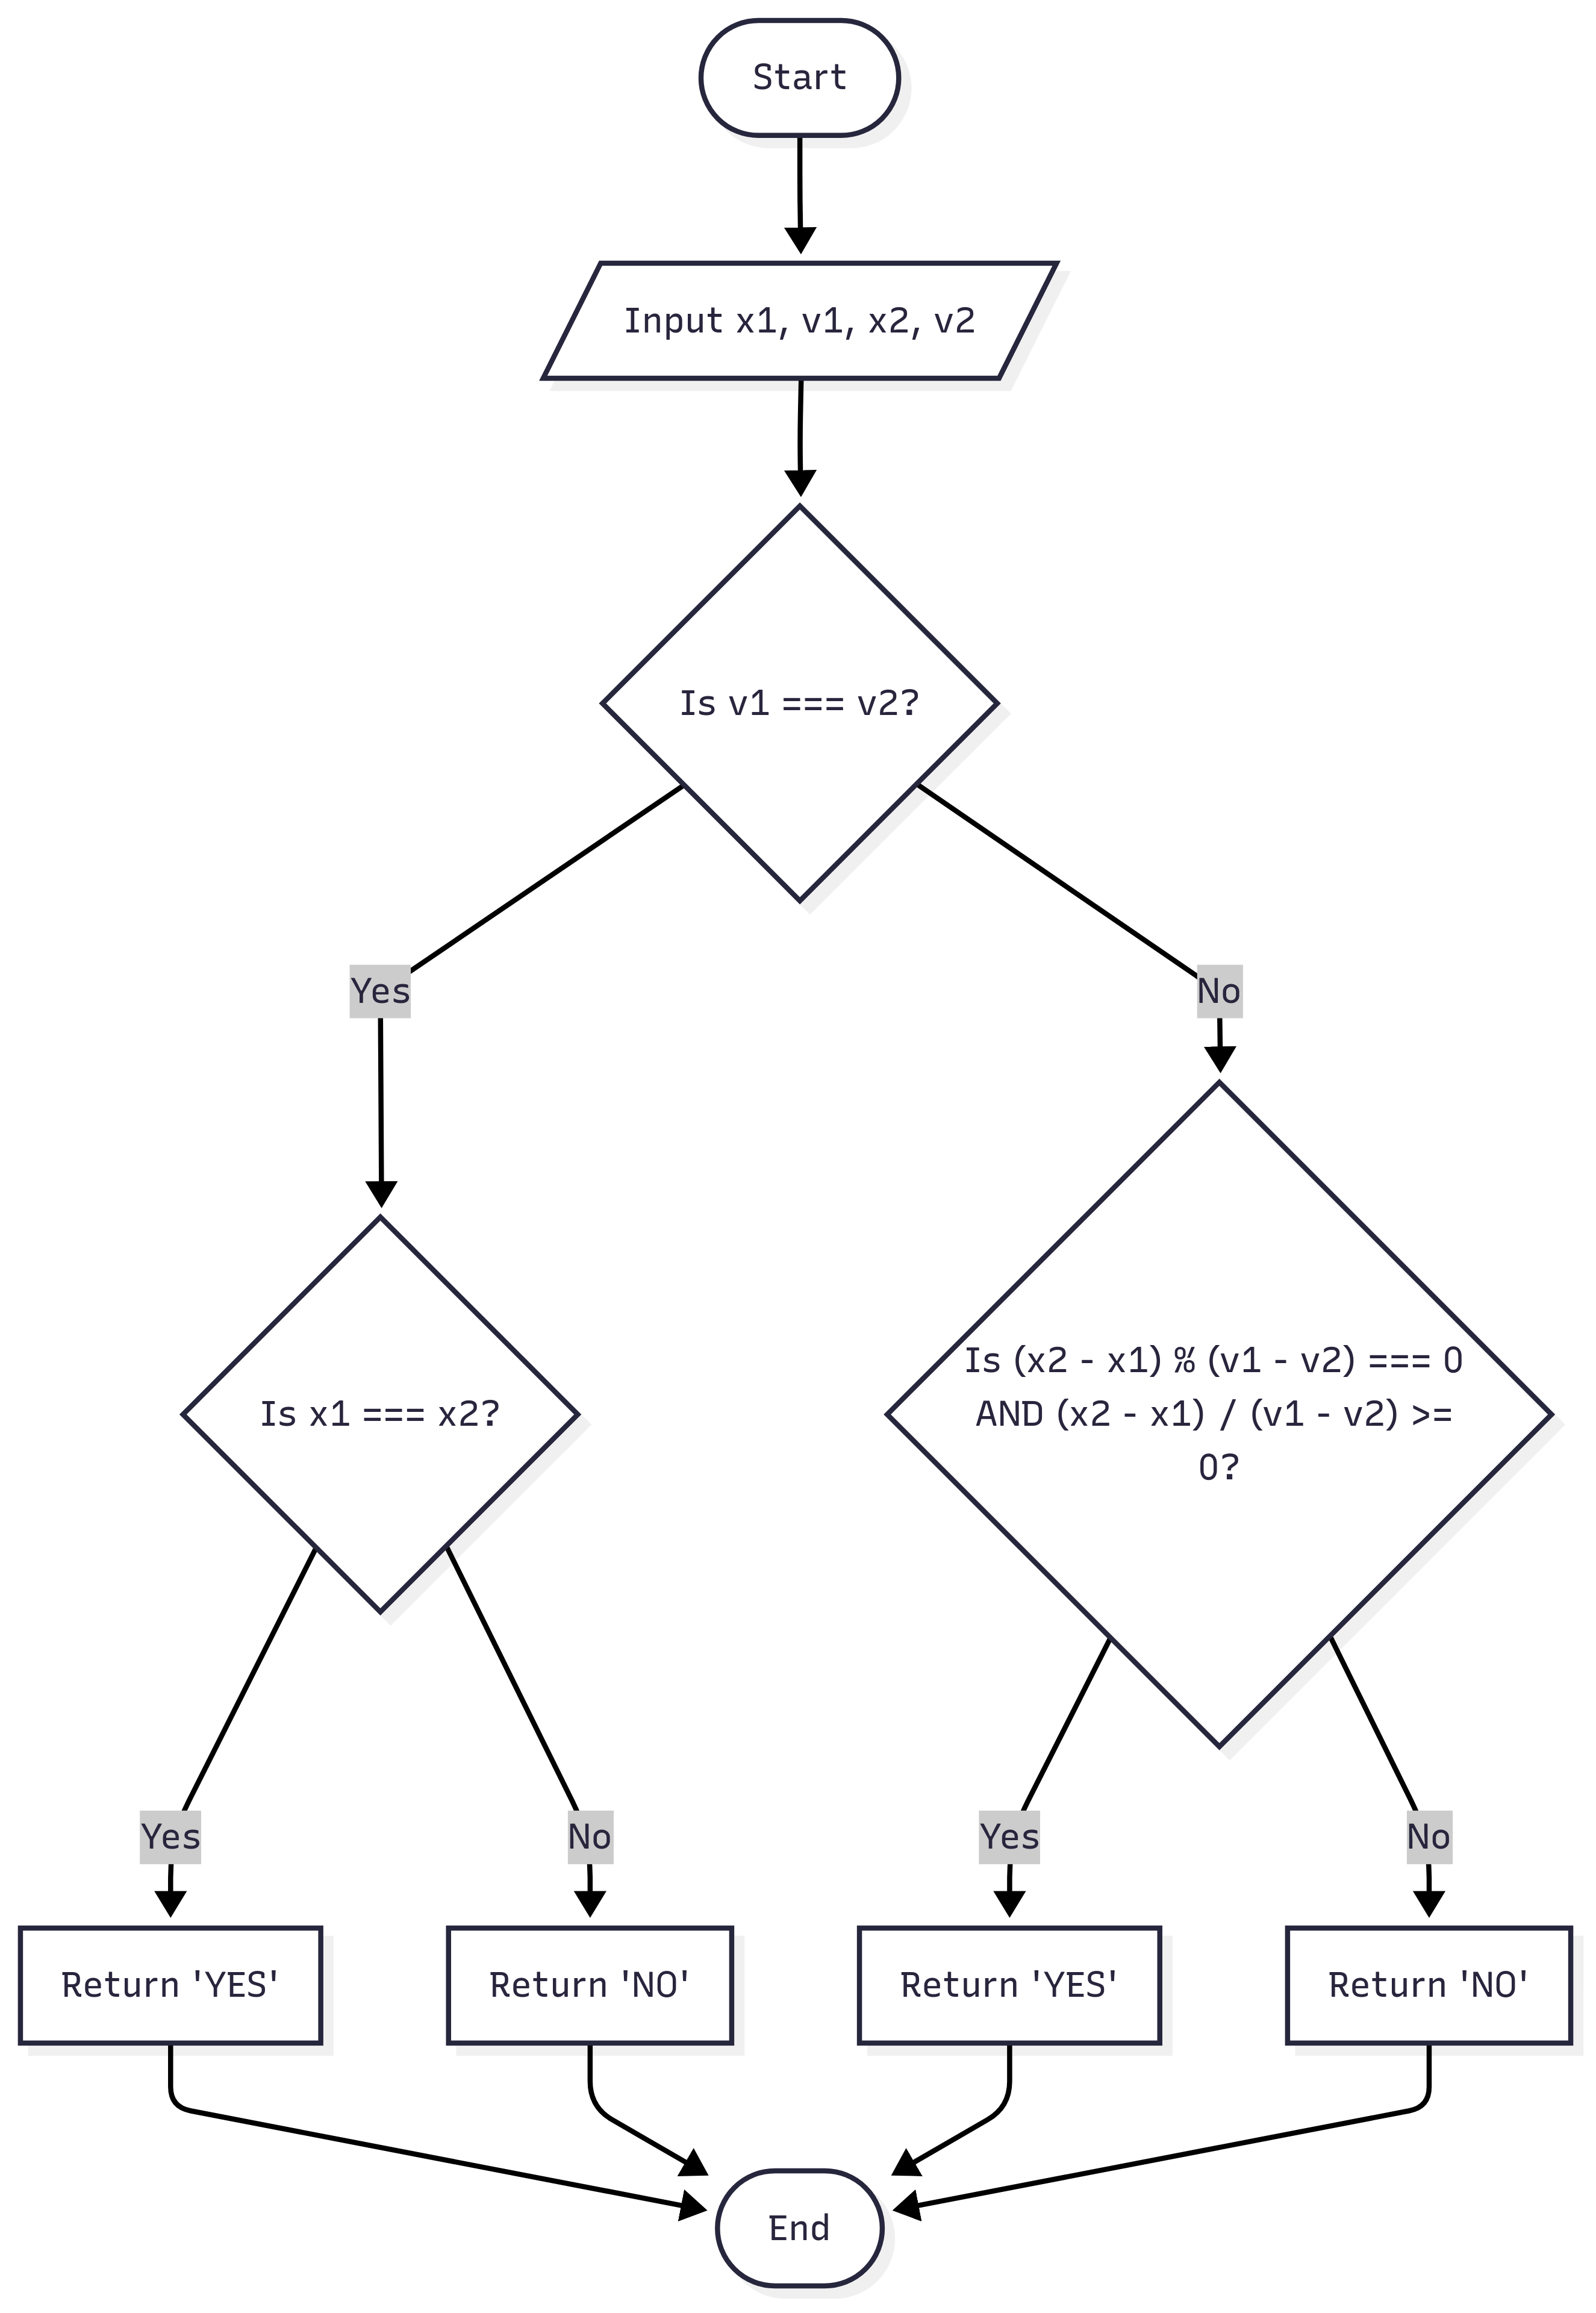 Start
Input x1, v1, x2, v2
Is v1 === v2?
Yes
No
Is x1 === x2?
Is (x2 - x1) % (v1 - v2) === 0
AND (x2 - x1) / (v1 - v2) >=
0?
Yes
No
Yes
No
Return 'YES'
Return 'NO'
Return 'YES'
Return 'NO'
End